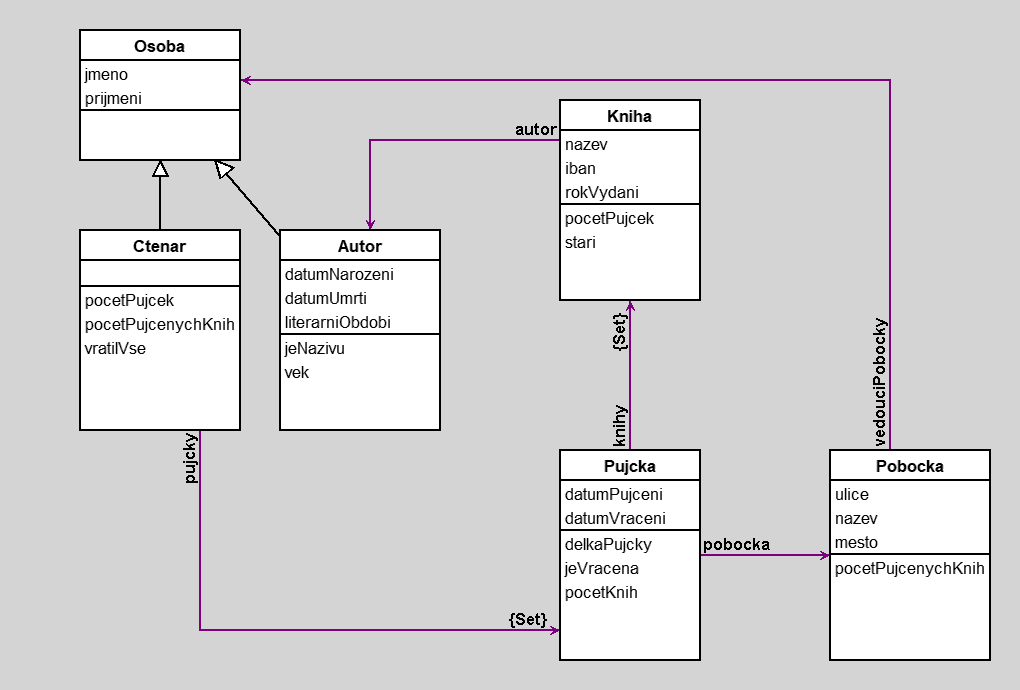 Osoba
jmeno
prijmeni
autor
Kniha
nazev
iban
rokVydani
pocetPujcek
stari
Ctenar
pocetPujcek
pocetPujcenychKnih
vratilVse
Autor
datumNarozeni
datumUmrti
literarniObdobi
jeNazivu
vek
{Set}
knihy
vedouciPobocky
pujcky
{Set}
Pujcka
datumPujceni
datumVraceni
delkaPujcky
jeVracena
pocetKnih
pobocka
Pobocka
ulice
nazev
mesto
pocetPujcenychKnih